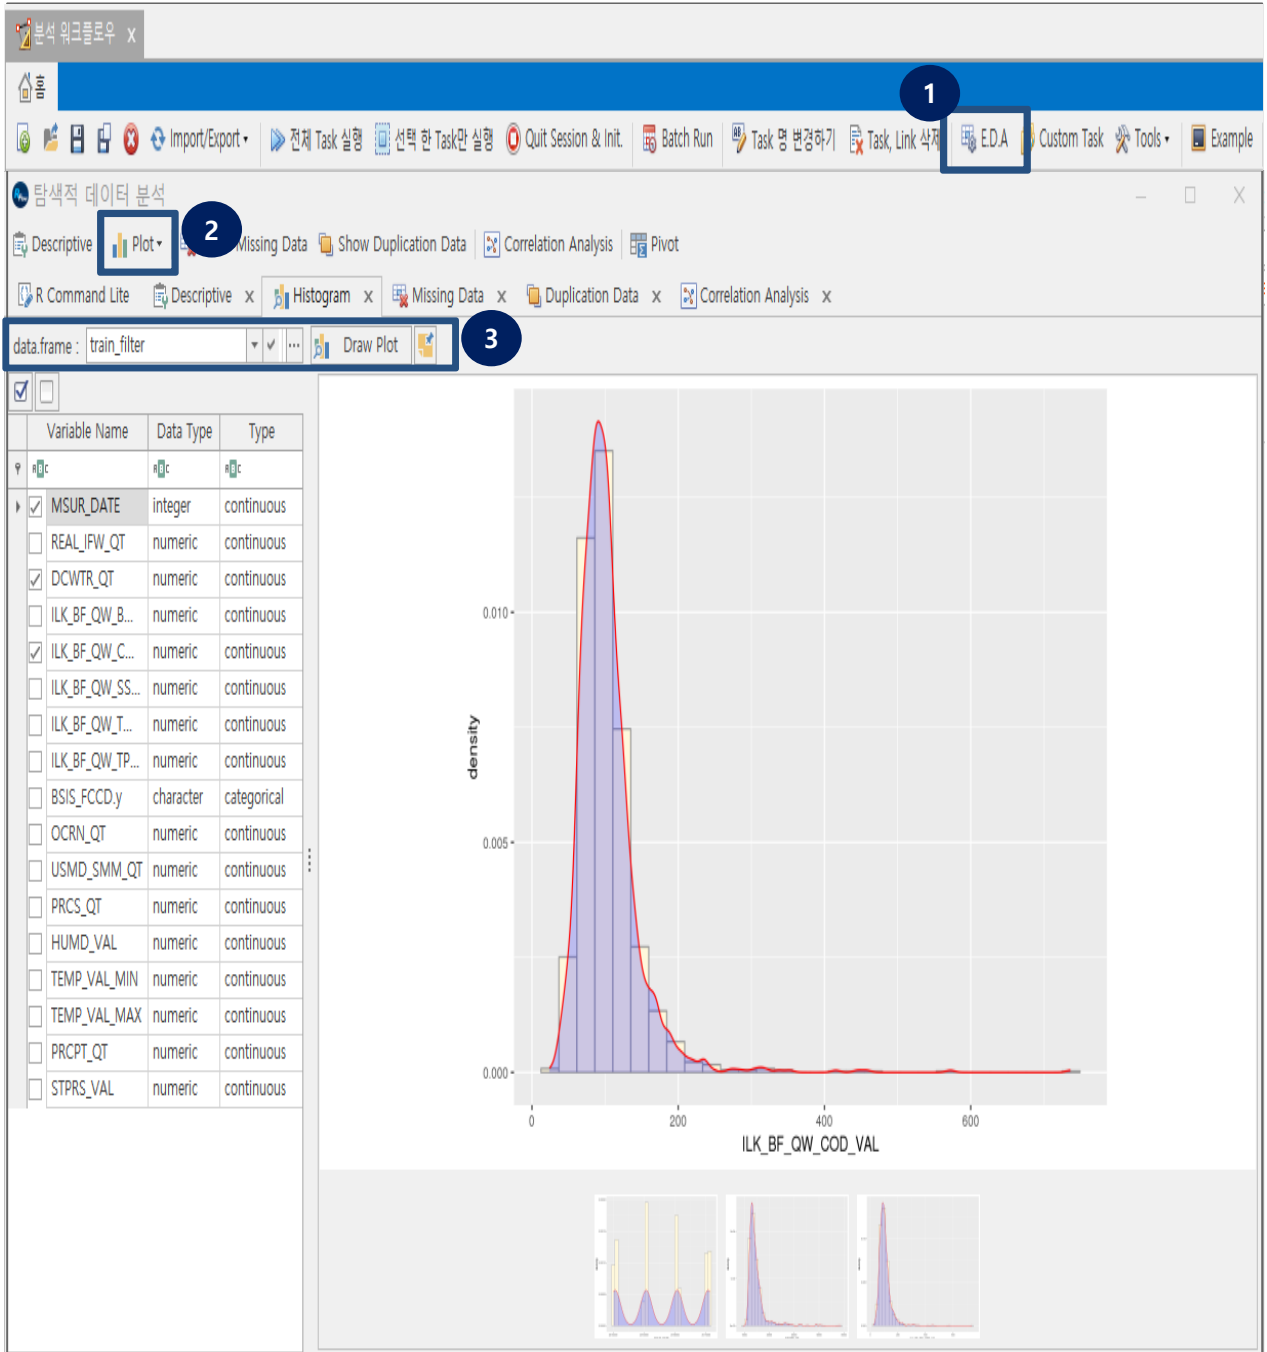 분석 워크플로우 x
홈
1
Import/Export 전체 Task 실행 선택 한 Task만 실행 Quit Session & Init. Batch Run Task 명 변경하기 Task, Link 삭제 E.D.A Custom Task Tools Example
탐색적 데이터 분석
Descriptive Plot 2 Missing Data Show Duplication Data Correlation Analysis Pivot
R Command Lite Descriptive x Histogram x Missing Data x Duplication Data x Correlation Analysis x
data.frame : train_filter Draw Plot 3
Variable Name Data Type Type
MSUR_DATE integer continuous
REAL_IFW_QT numeric continuous
DCWTR_QT numeric continuous
ILK_BF_QW_B... numeric continuous
ILK_BF_QW_C... numeric continuous
ILK_BF_QW_SS... numeric continuous
ILK_BF_QW_T... numeric continuous
ILK_BF_QW_TP... numeric continuous
BSIS_FCCD.y character categorical
OCRN_QT numeric continuous
USMD_SMM_QT numeric continuous
PRCS_QT numeric continuous
HUMD_VAL numeric continuous
TEMP_VAL_MIN numeric continuous
TEMP_VAL_MAX numeric continuous
PRCPT_QT numeric continuous
STPRS_VAL numeric continuous
density
0.010
0.005
0.000
0 200 400 600
ILK_BF_QW_COD_VAL